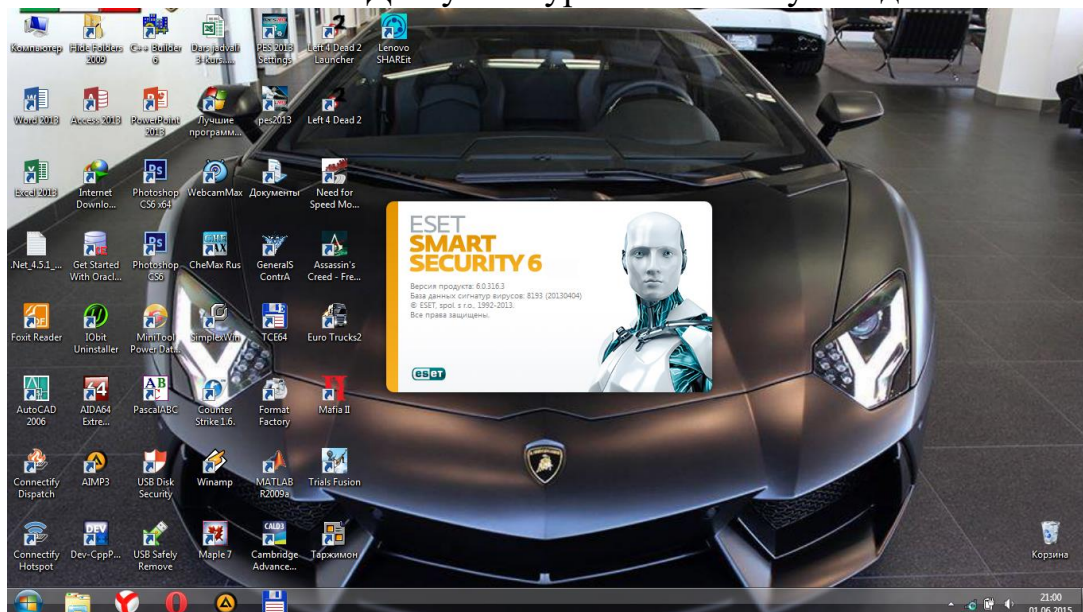 Компьютер
Hide Folders
2009
C++ Builder
6
Dars jadvali
3-kurs....
PES 2013
Settings
Left 4 Dead 2
Launcher
Lenovo
SHAREit
Word 2013
Access 2013
PowerPoint
2013
Лучшие
программ...
pes2013
Left 4 Dead 2
Excel 2013
Internet
Downlo...
Photoshop
CS6 x64
WebcamMax
Документы
Need for
Speed Mo...
.Net_4.5.1_...
Get Started
With Oracl...
Photoshop
CS6
CheMax Rus
GeneralS
ContrA
Assassin's
Creed - Fre...
Foxit Reader
IObit
Uninstaller
MiniTool
Power Dat...
SimplexWin
TCE64
Euro Trucks2
AutoCAD
2006
AIDA64
Extre...
PascalABC
Counter
Strike 1.6.
Format
Factory
Mafia II
Connectify
Dispatch
AIMP3
USB Disk
Security
Winamp
MATLAB
R2009a
Trials Fusion
Connectify
Hotspot
Dev-CppP...
USB Safely
Remove
Maple 7
Cambridge
Advance...
Таржимон
ESET
SMART
SECURITY 6
Версия продукта: 6.0.316.3
База данных сигнатур вирусов: 8193 (20130404)
© ESET, spol. s r.o., 1992-2013.
Все права защищены.
eset
Корзина
21:00
01.06.2015